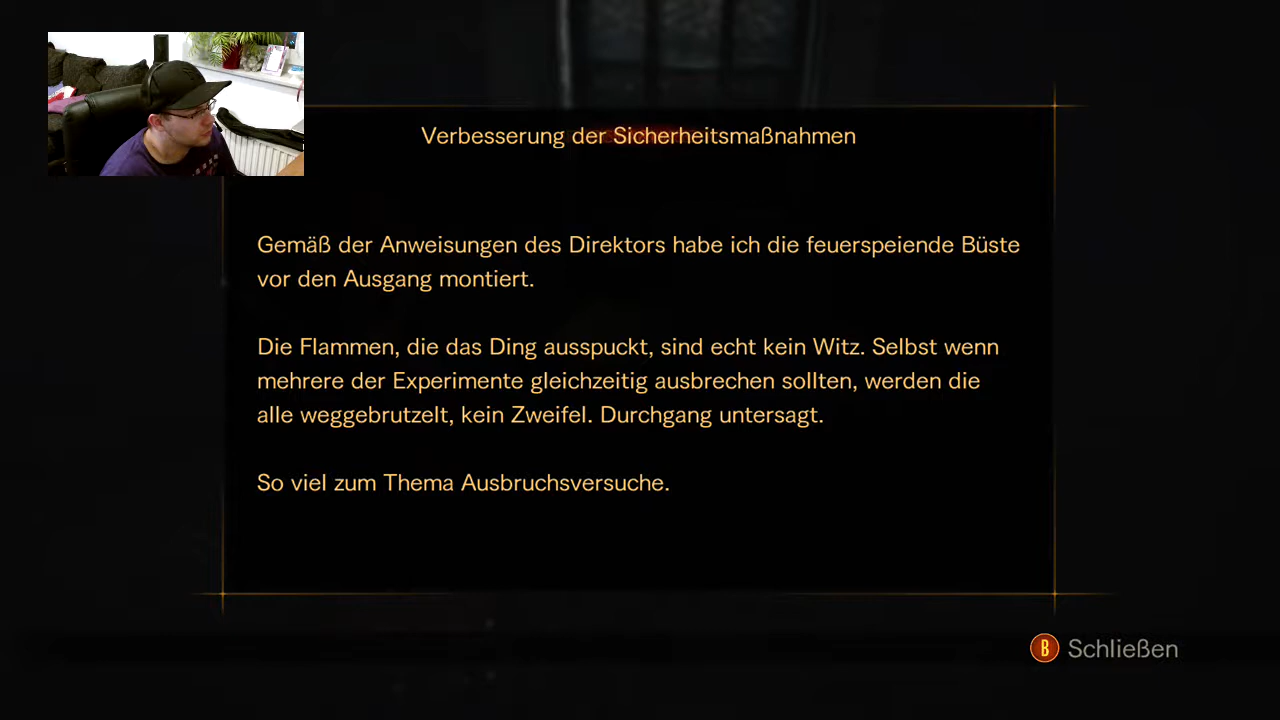 Verbesserung der Sicherheitsmaßnahmen
Gemäß der Anweisungen des Direktors habe ich die feuerspeiende Büste
vor den Ausgang montiert.
Die Flammen, die das Ding ausspuckt, sind echt kein Witz. Selbst wenn
mehrere der Experimente gleichzeitig ausbrechen sollten, werden die
alle weggebrutzelt, kein Zweifel. Durchgang untersagt.
So viel zum Thema Ausbruchsversuche.
B Schließen